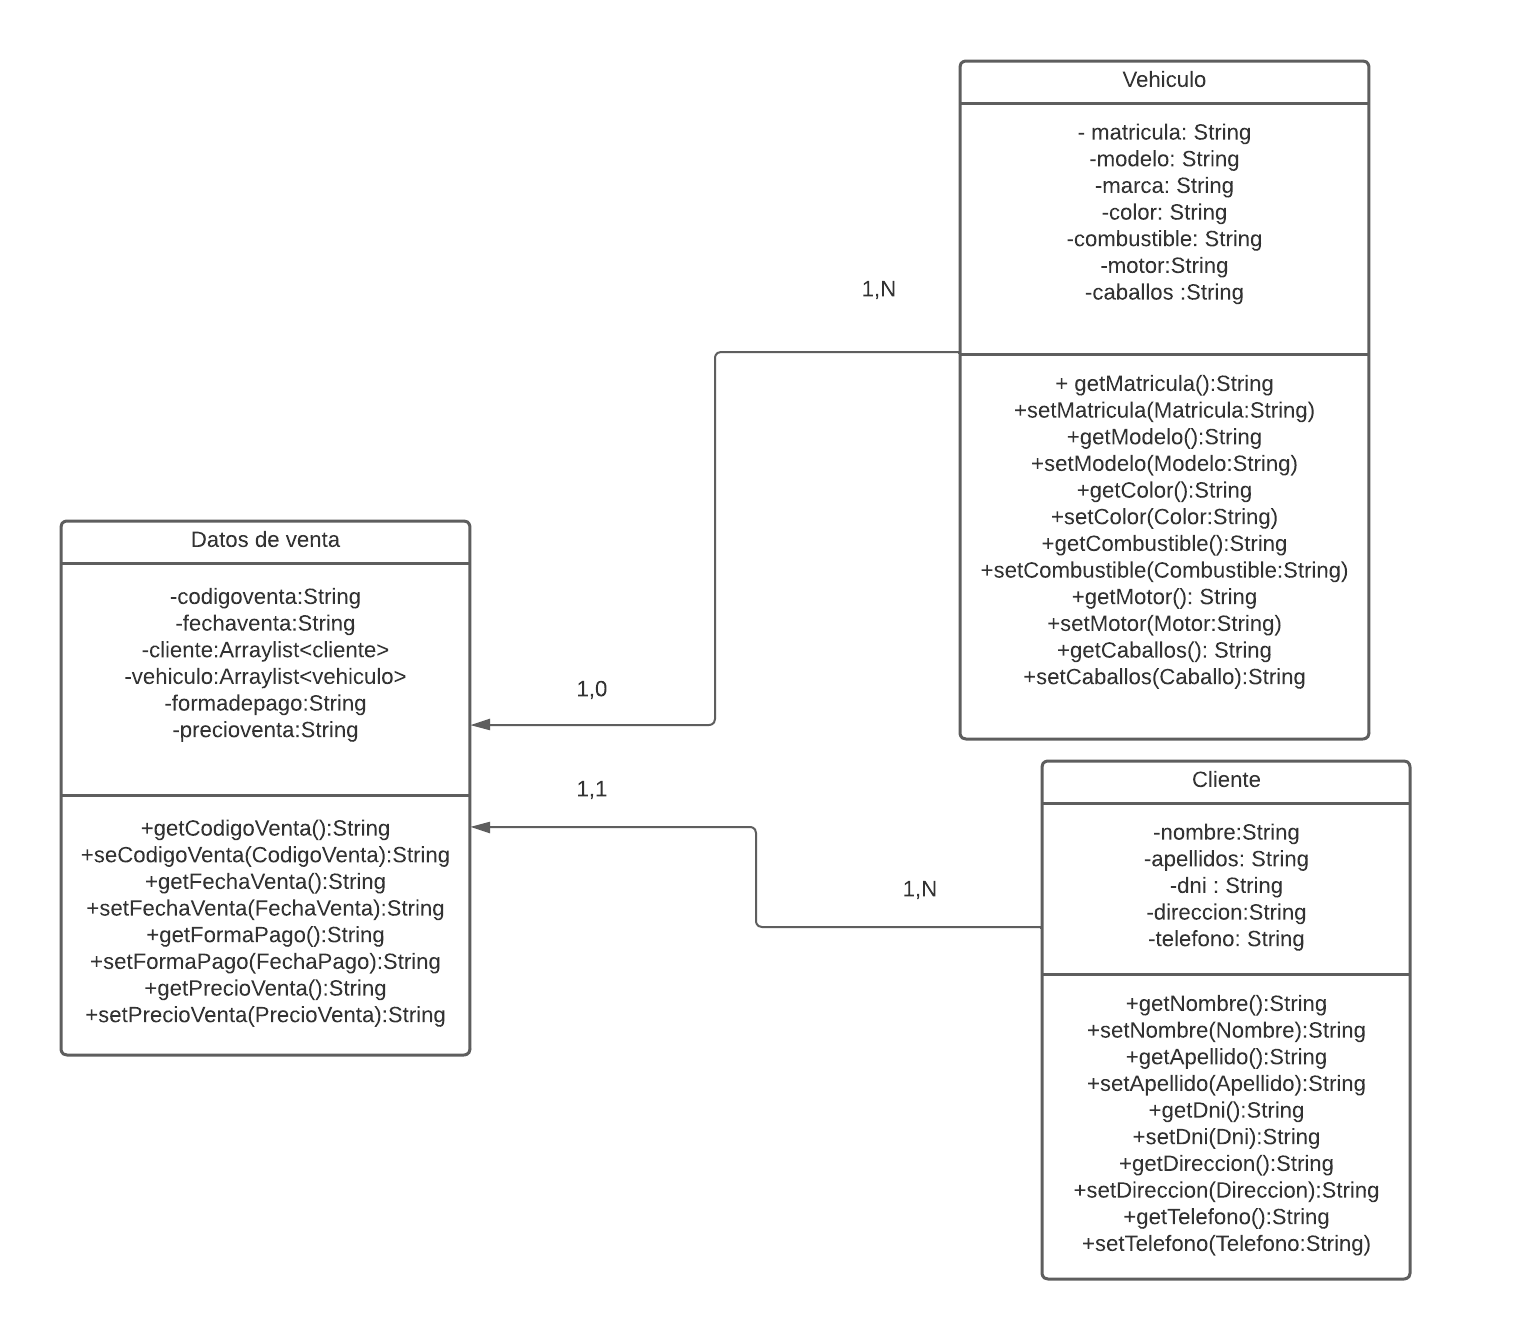 Vehiculo
- matricula: String
-modelo: String
-marca: String
-color: String
-combustible: String
-motor:String
-caballos :String
+ getMatricula():String
+setMatricula(Matricula:String)
+getModelo():String
+setModelo(Modelo:String)
+getColor():String
+setColor(Color:String)
+getCombustible():String
+setCombustible(Combustible:String)
+getMotor(): String
+setMotor(Motor:String)
+getCaballos(): String
+setCaballos(Caballo):String
1,N
1,0
Datos de venta
-codigoventa:String
-fechaventa:String
-cliente:Arraylist<cliente>
-vehiculo:Arraylist<vehiculo>
-formadepago:String
-precioventa:String
+getCodigoVenta():String
+seCodigoVenta(CodigoVenta):String
+getFechaVenta():String
+setFechaVenta(FechaVenta):String
+getFormaPago():String
+setFormaPago(FechaPago):String
+getPrecioVenta():String
+setPrecioVenta(PrecioVenta):String
1,1
1,N
Cliente
-nombre:String
-apellidos: String
-dni : String
-direccion:String
-telefono: String
+getNombre():String
+setNombre(Nombre):String
+getApellido():String
+setApellido(Apellido):String
+getDni():String
+setDni(Dni):String
+getDireccion():String
+setDireccion(Direccion):String
+getTelefono():String
+setTelefono(Telefono:String)